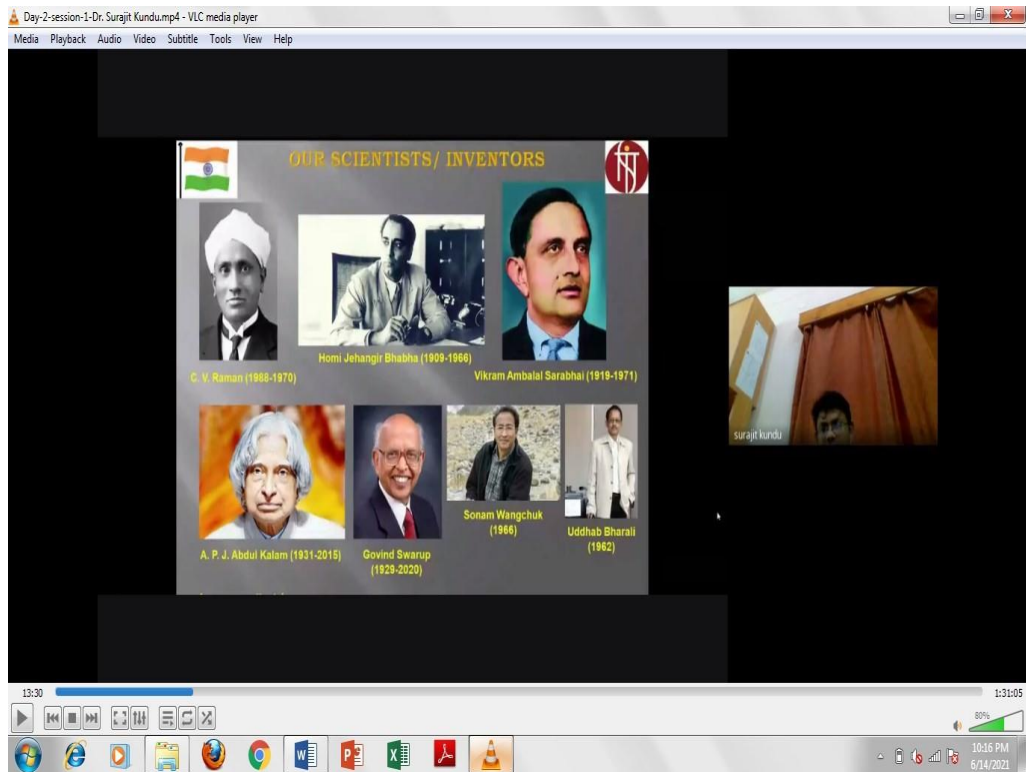 Day-2-session-1-Dr. Surajit Kundu.mp4 - VLC media player
Media Playback Audio Video Subtitle Tools View Help
OUR SCIENTISTS/ INVENTORS
Homi Jehangir Bhabha (1909-1966)
C. V. Raman (1988-1970)
Vikram Ambalal Sarabhai (1919-1971)
surajit kundu
Sonam Wangchuk
(1966)
Uddhab Bharali
(1962)
A. P. J. Abdul Kalam (1931-2015)
Govind Swarup
(1929-2020)
13:30
1:31:05
80%
10:16 PM
6/14/2021